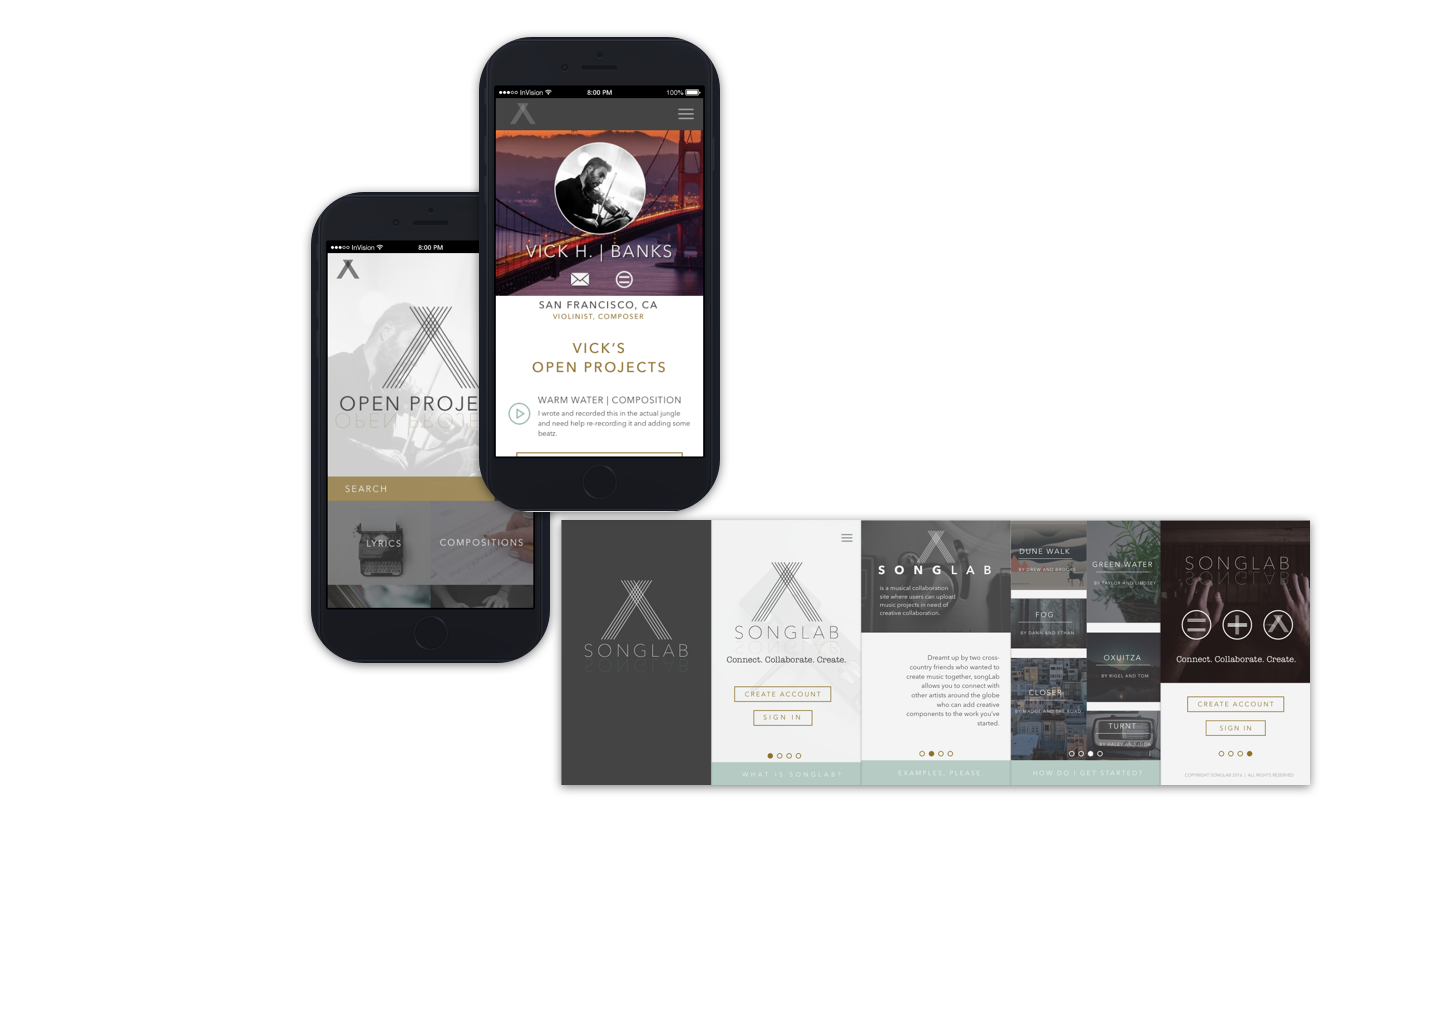 InVision
8:00 PM
100%
VICK H. | BANKS
SAN FRANCISCO, CA
VIOLINIST, COMPOSER
VICK'S
OPEN PROJECTS
WARM WATER | COMPOSITION
I wrote and recorded this in the actual jungle
and need help re-recording it and adding some
beatz.
InVision
8:00 PM
OPEN PROJE
OPEN PROJE
SEARCH
LYRICS
COMPOSITIONS
SONGLAB
SONGLAB
SONGLAB
Connect. Collaborate. Create.
CREATE ACCOUNT
SIGN IN
WHAT IS SONGLAB?
SONGLAB
is a musical collaboration
site where users can upload
music projects in need of
creative collaboration.
Dreamt up by two cross-
country friends who wanted to
create music together, songLab
allows you to connect with
other artists around the globe
who can add creative
components to the work you've
started.
EXAMPLES, PLEASE.
DUNE WALK
BY DREW AND BROOKE
GREEN WATER
BY TAYLOR AND LINDSEY
FOG
BY DANN AND ETHAN
OXUITZA
BY RIGEL AND TOM
CLOSER
BY MADGE AND THE ROAD
TURNT
HOW DO I GET STARTED?
SONGLAB
SONGLAB
Connect. Collaborate. Create.
CREATE ACCOUNT
SIGN IN
COPYRIGHT SONGLAB 2016 | ALL RIGHTS RESERVED